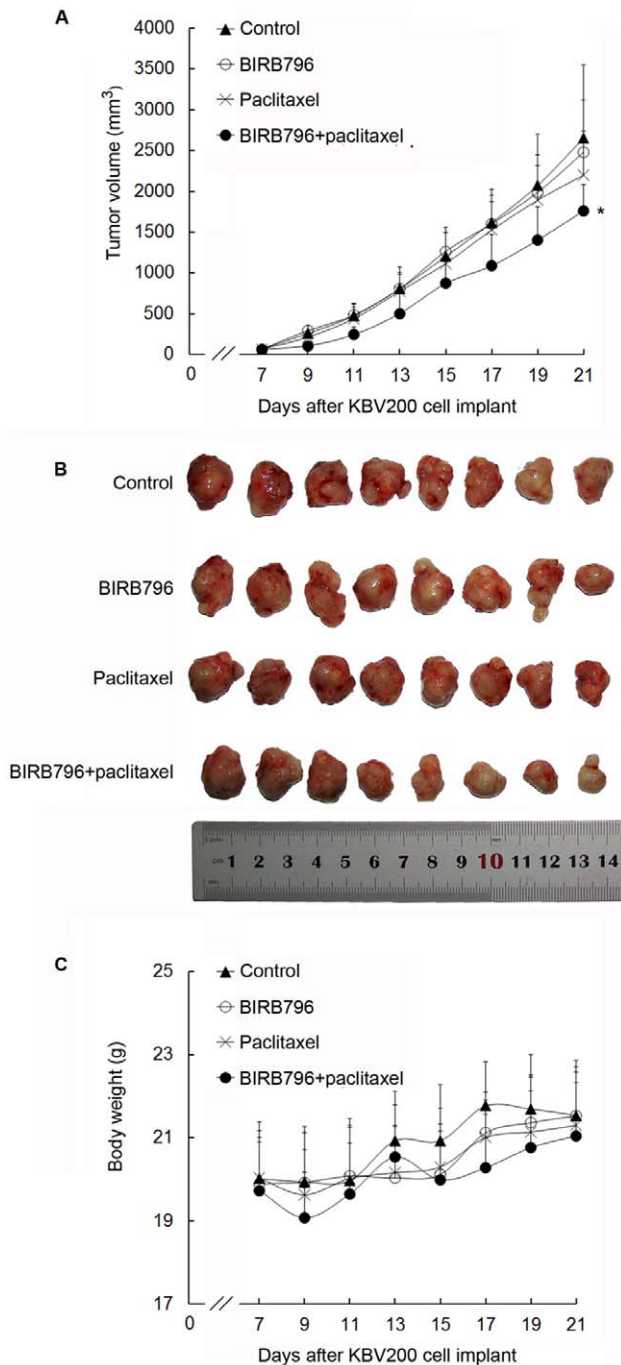 A
Control
BIRB796
Paclitaxel
BIRB796+paclitaxel
4000
3500
3000
2500
2000
1500
1000
500
0
Tumor volume (mm³)
*
0 7 9 11 13 15 17 19 21
Days after KBV200 cell implant
B
Control
BIRB796
Paclitaxel
BIRB796+paclitaxel
1 2 3 4 5 6 7 8 9 10 11 12 13 14
C
Control
BIRB796
Paclitaxel
BIRB796+paclitaxel
25
23
21
19
17
Body weight (g)
0 7 9 11 13 15 17 19 21
Days after KBV200 cell implant